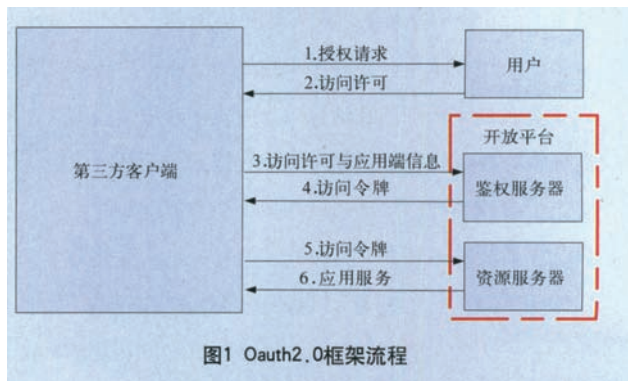 1.授权请求
用户
2.访问许可
开放平台
第三方客户端
3.访问许可与应用端信息
鉴权服务器
4.访问令牌
5.访问令牌
资源服务器
6.应用服务
图1 Oauth2.0框架流程